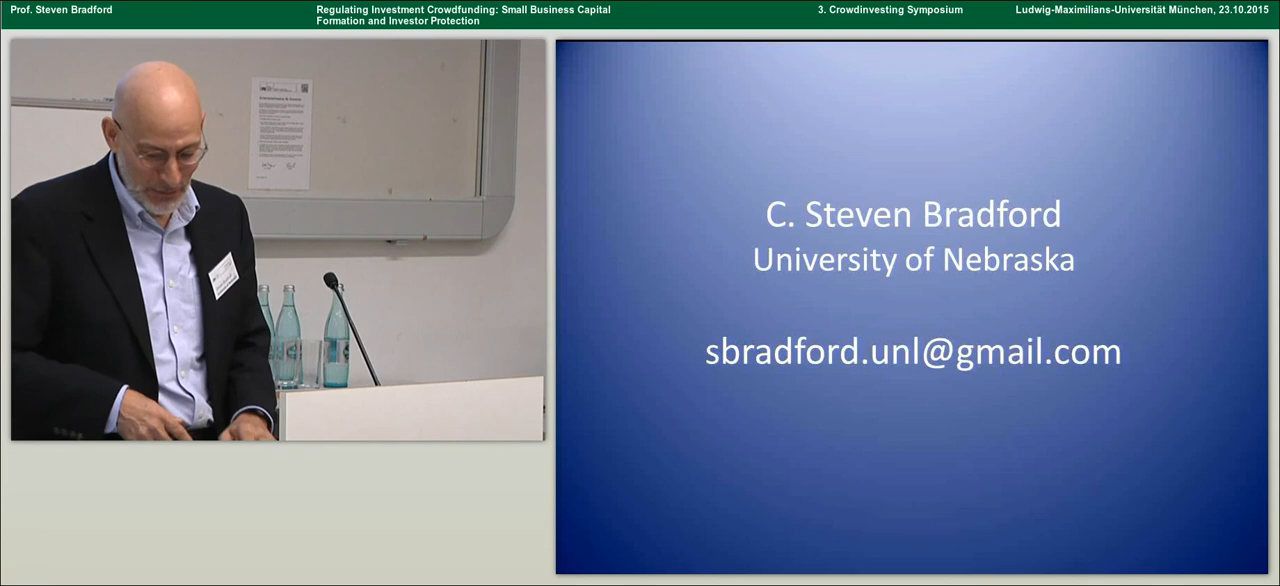 Prof. Steven Bradford
Regulating Investment Crowdfunding: Small Business Capital
Formation and Investor Protection
3. Crowdinvesting Symposium
Ludwig-Maximilians-Universität München, 23.10.2015
C. Steven Bradford
University of Nebraska
sbradford.unl@gmail.com